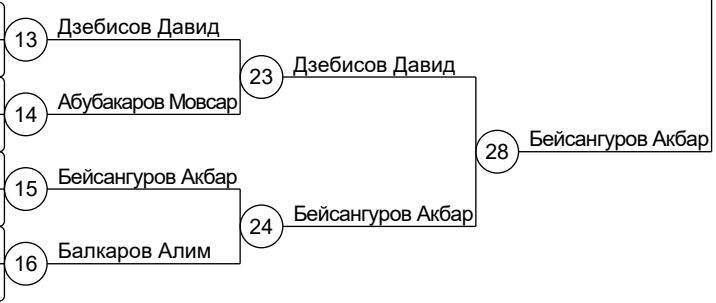 13
Дзебисов Давид
23
Дзебисов Давид
14
Абубакаров Мовсар
28
Бейсангуров Акбар
15
Бейсангуров Акбар
24
Бейсангуров Акбар
16
Балкаров Алим